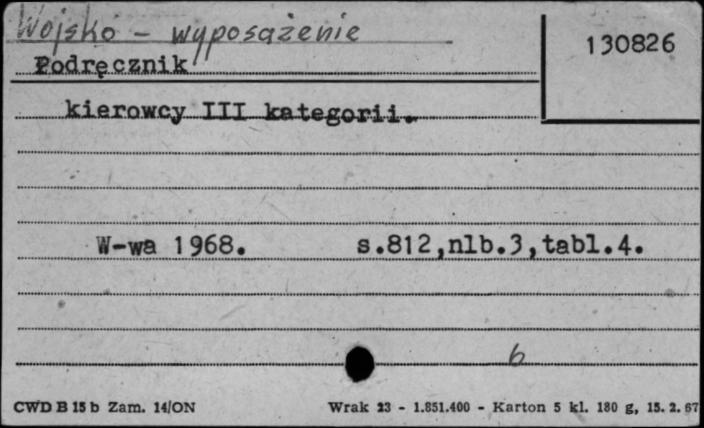 Wojsko - wyposażenie
130826
Podręcznik
kierowcy III kategorii.
W-wa 1968. s.812,nlb.3,tabl.4.
6
CWD B 15 b Zam. 14/ON Wrak 23 - 1.851.400 - Karton 5 kl. 180 g, 15. 2. 67